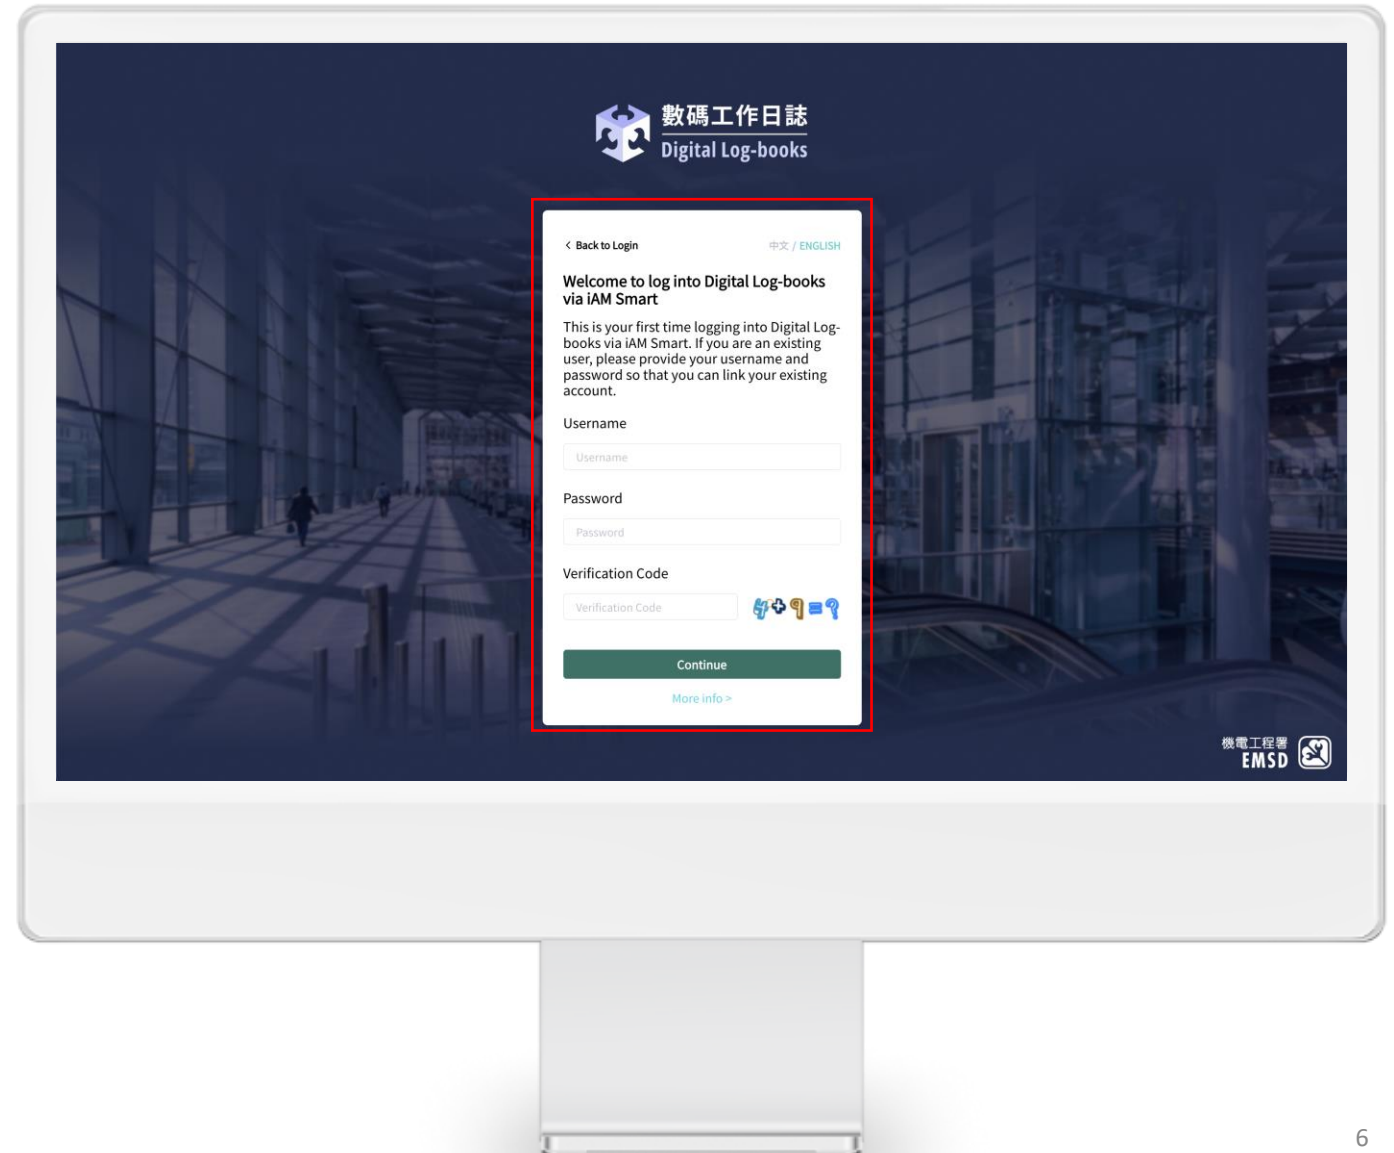 數碼工作日誌
Digital Log-books
< Back to Login
中文 / ENGLISH
Welcome to log into Digital Log-books
via iAM Smart
This is your first time logging into Digital Log-
books via iAM Smart. If you are an existing
user, please provide your username and
password so that you can link your existing
account.
Username
Username
Password
Password
Verification Code
Verification Code
4+9=?
Continue
More info >
機電工程署
EMSD
6